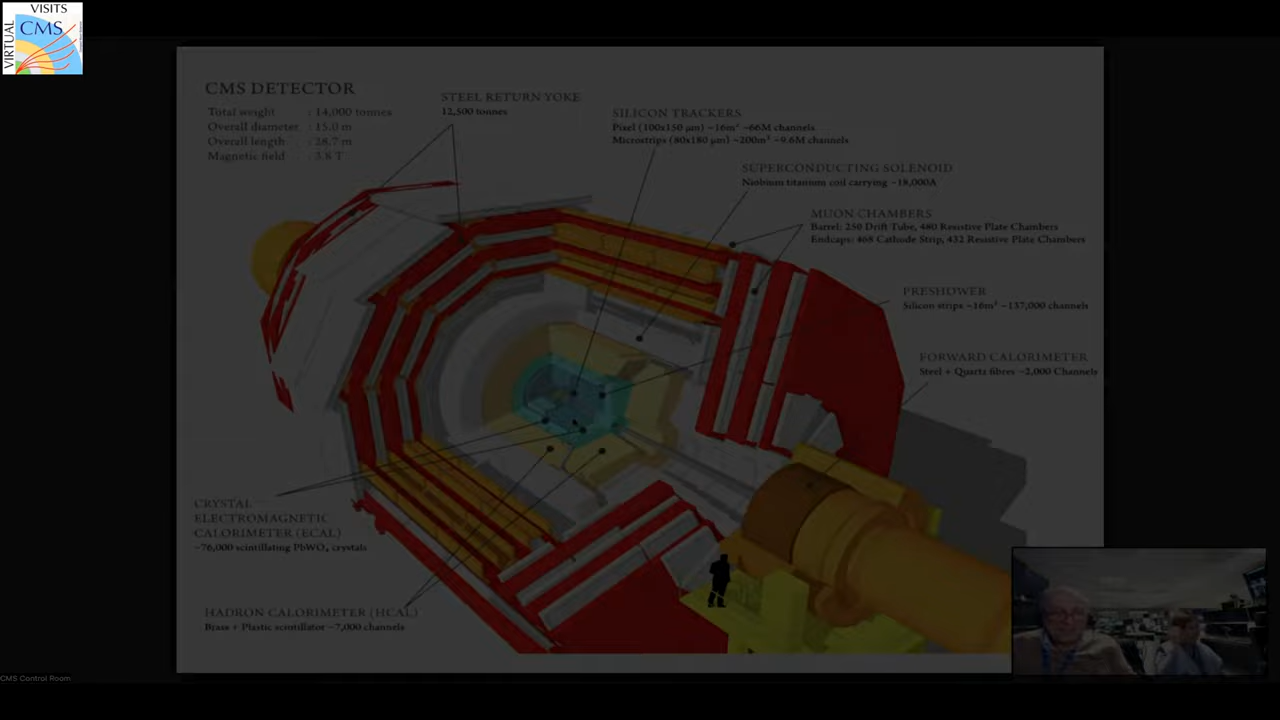 VISITS
VIRTUAL
CMS
CMS DETECTOR
Total weight : 14,000 tonnes
Overall diameter : 15.0 m
Overall length : 28.7 m
Magnetic field : 3.8 T
STEEL RETURN YOKE
12,500 tonnes
SILICON TRACKERS
Pixel (100x150 μm) ~16m² ~66M channels
Microstrips (80x180 μm) ~200m² ~9.6M channels
SUPERCONDUCTING SOLENOID
Niobium titanium coil carrying ~18,000A
MUON CHAMBERS
Barrel: 250 Drift Tube, 480 Resistive Plate Chambers
Endcaps: 468 Cathode Strip, 432 Resistive Plate Chambers
PRESHOWER
Silicon strips ~16m² ~137,000 channels
FORWARD CALORIMETER
Steel + Quartz fibres ~2,000 Channels
CRYSTAL
ELECTROMAGNETIC
CALORIMETER (ECAL)
~76,000 scintillating PbWO₄ crystals
HADRON CALORIMETER (HCAL)
Brass + Plastic scintillator ~7,000 channels
CMS Control Room